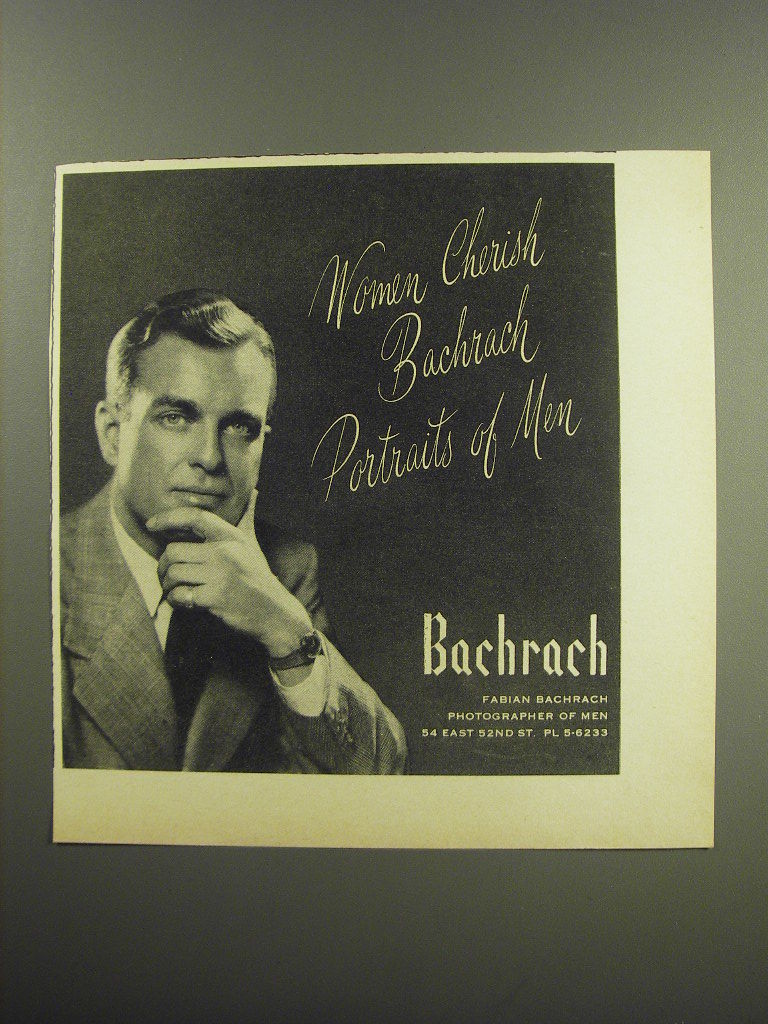 Women Cherish
Bachrach
Portraits of Men
Bachrach
FABIAN BACHRACH
PHOTOGRAPHER OF MEN
54 EAST 52ND ST. PL 5-6233